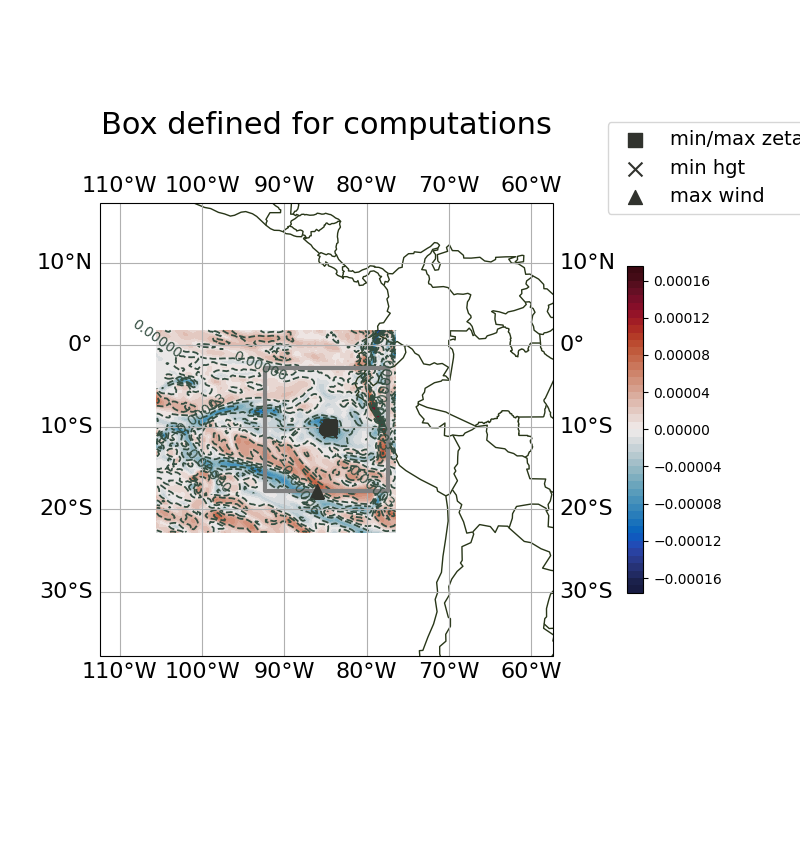 Box defined for computations
min/max zeta
min hgt
max wind
110°W 100°W 90°W 80°W 70°W 60°W
10°N 10°N
0° 0°
10°S 10°S
20°S 20°S
30°S 30°S
110°W 100°W 90°W 80°W 70°W 60°W
0.00016
0.00012
0.00008
0.00004
0.00000
−0.00004
−0.00008
−0.00012
−0.00016
0.00000
0.00000